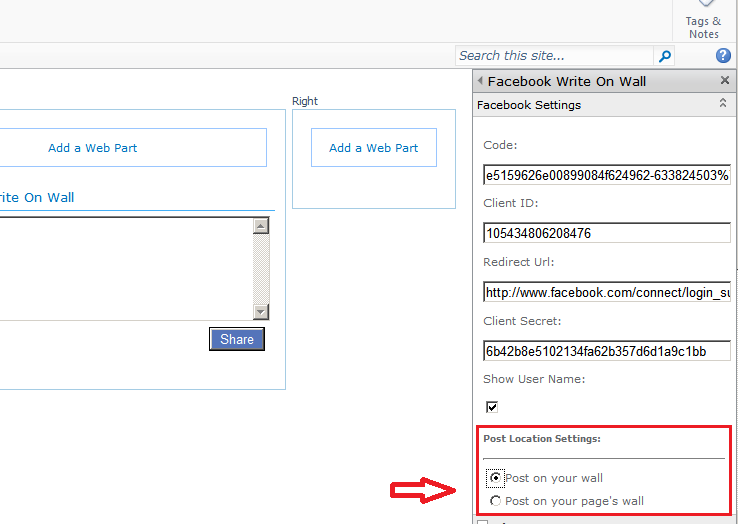 Tags &
Notes
Search this site...
Right
Add a Web Part
Add a Web Part
Write On Wall
Share
Facebook Write On Wall
Facebook Settings
Code:
e5159626e00899084f624962-633824503%
Client ID:
105434806208476
Redirect Url:
http://www.facebook.com/connect/login_su
Client Secret:
6b42b8e5102134fa62b357d6d1a9c1bb
Show User Name:
Post Location Settings:
Post on your wall
Post on your page's wall